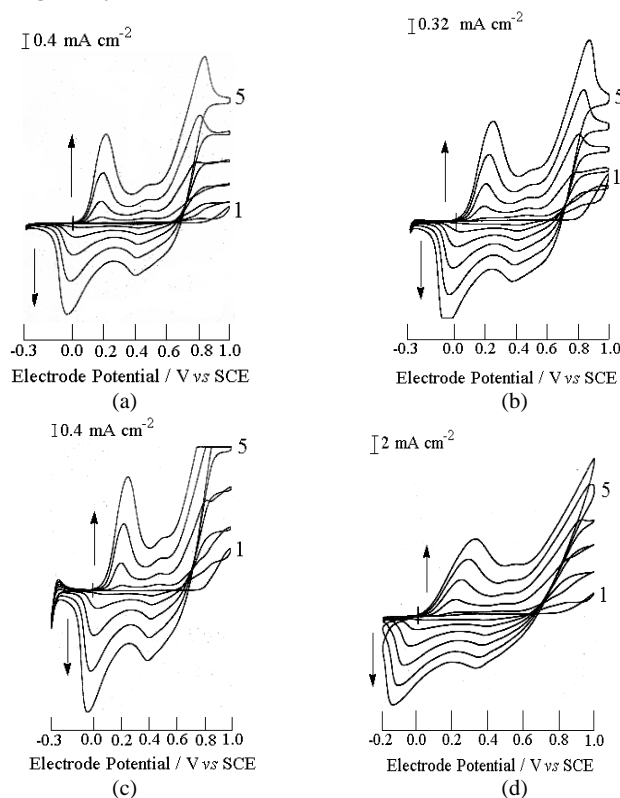 0.4 mA cm-2
5
1
-0.3 0.0 0.2 0.4 0.6 0.8 1.0
Electrode Potential / V vs SCE
(a)
0.32 mA cm-2
5
1
-0.3 0.0 0.2 0.4 0.6 0.8 1.0
Electrode Potential / V vs SCE
(b)
0.4 mA cm-2
5
1
-0.3 0.0 0.2 0.4 0.6 0.8 1.0
Electrode Potential / V vs SCE
(c)
2 mA cm-2
5
1
-0.2 0.0 0.2 0.4 0.6 0.8 1.0
Electrode Potential / V vs SCE
(d)